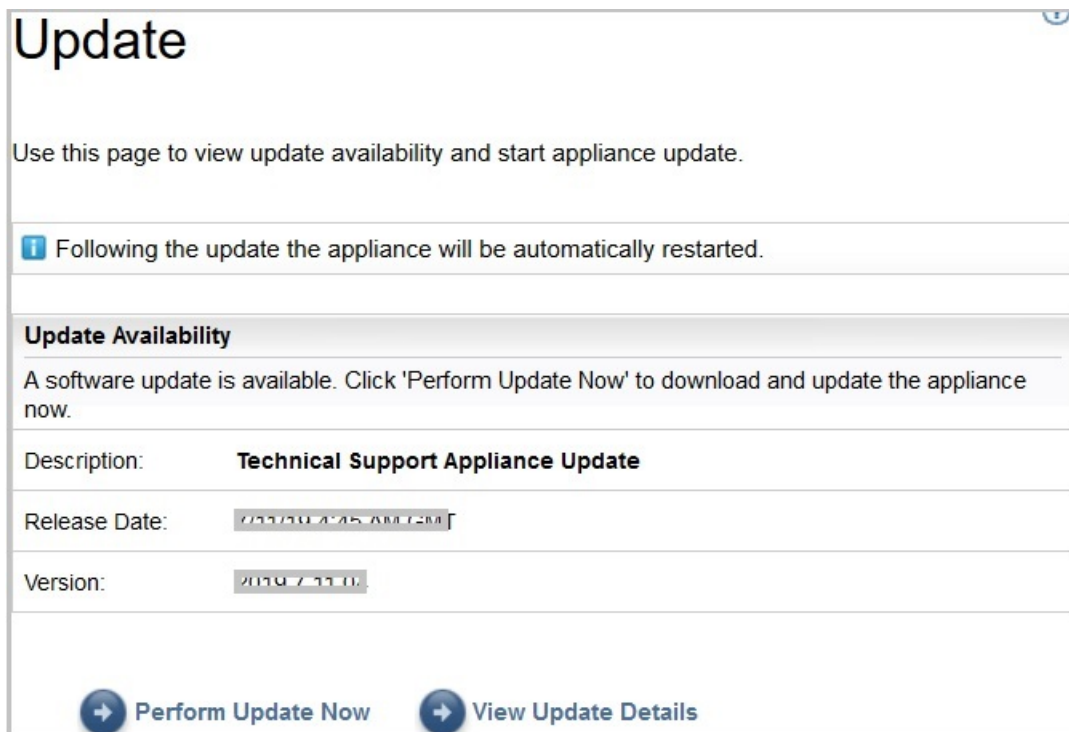 Update
Use this page to view update availability and start appliance update.
Following the update the appliance will be automatically restarted.
Update Availability
A software update is available. Click 'Perform Update Now' to download and update the appliance
now.
Description: Technical Support Appliance Update
Release Date:
Version:
Perform Update Now View Update Details